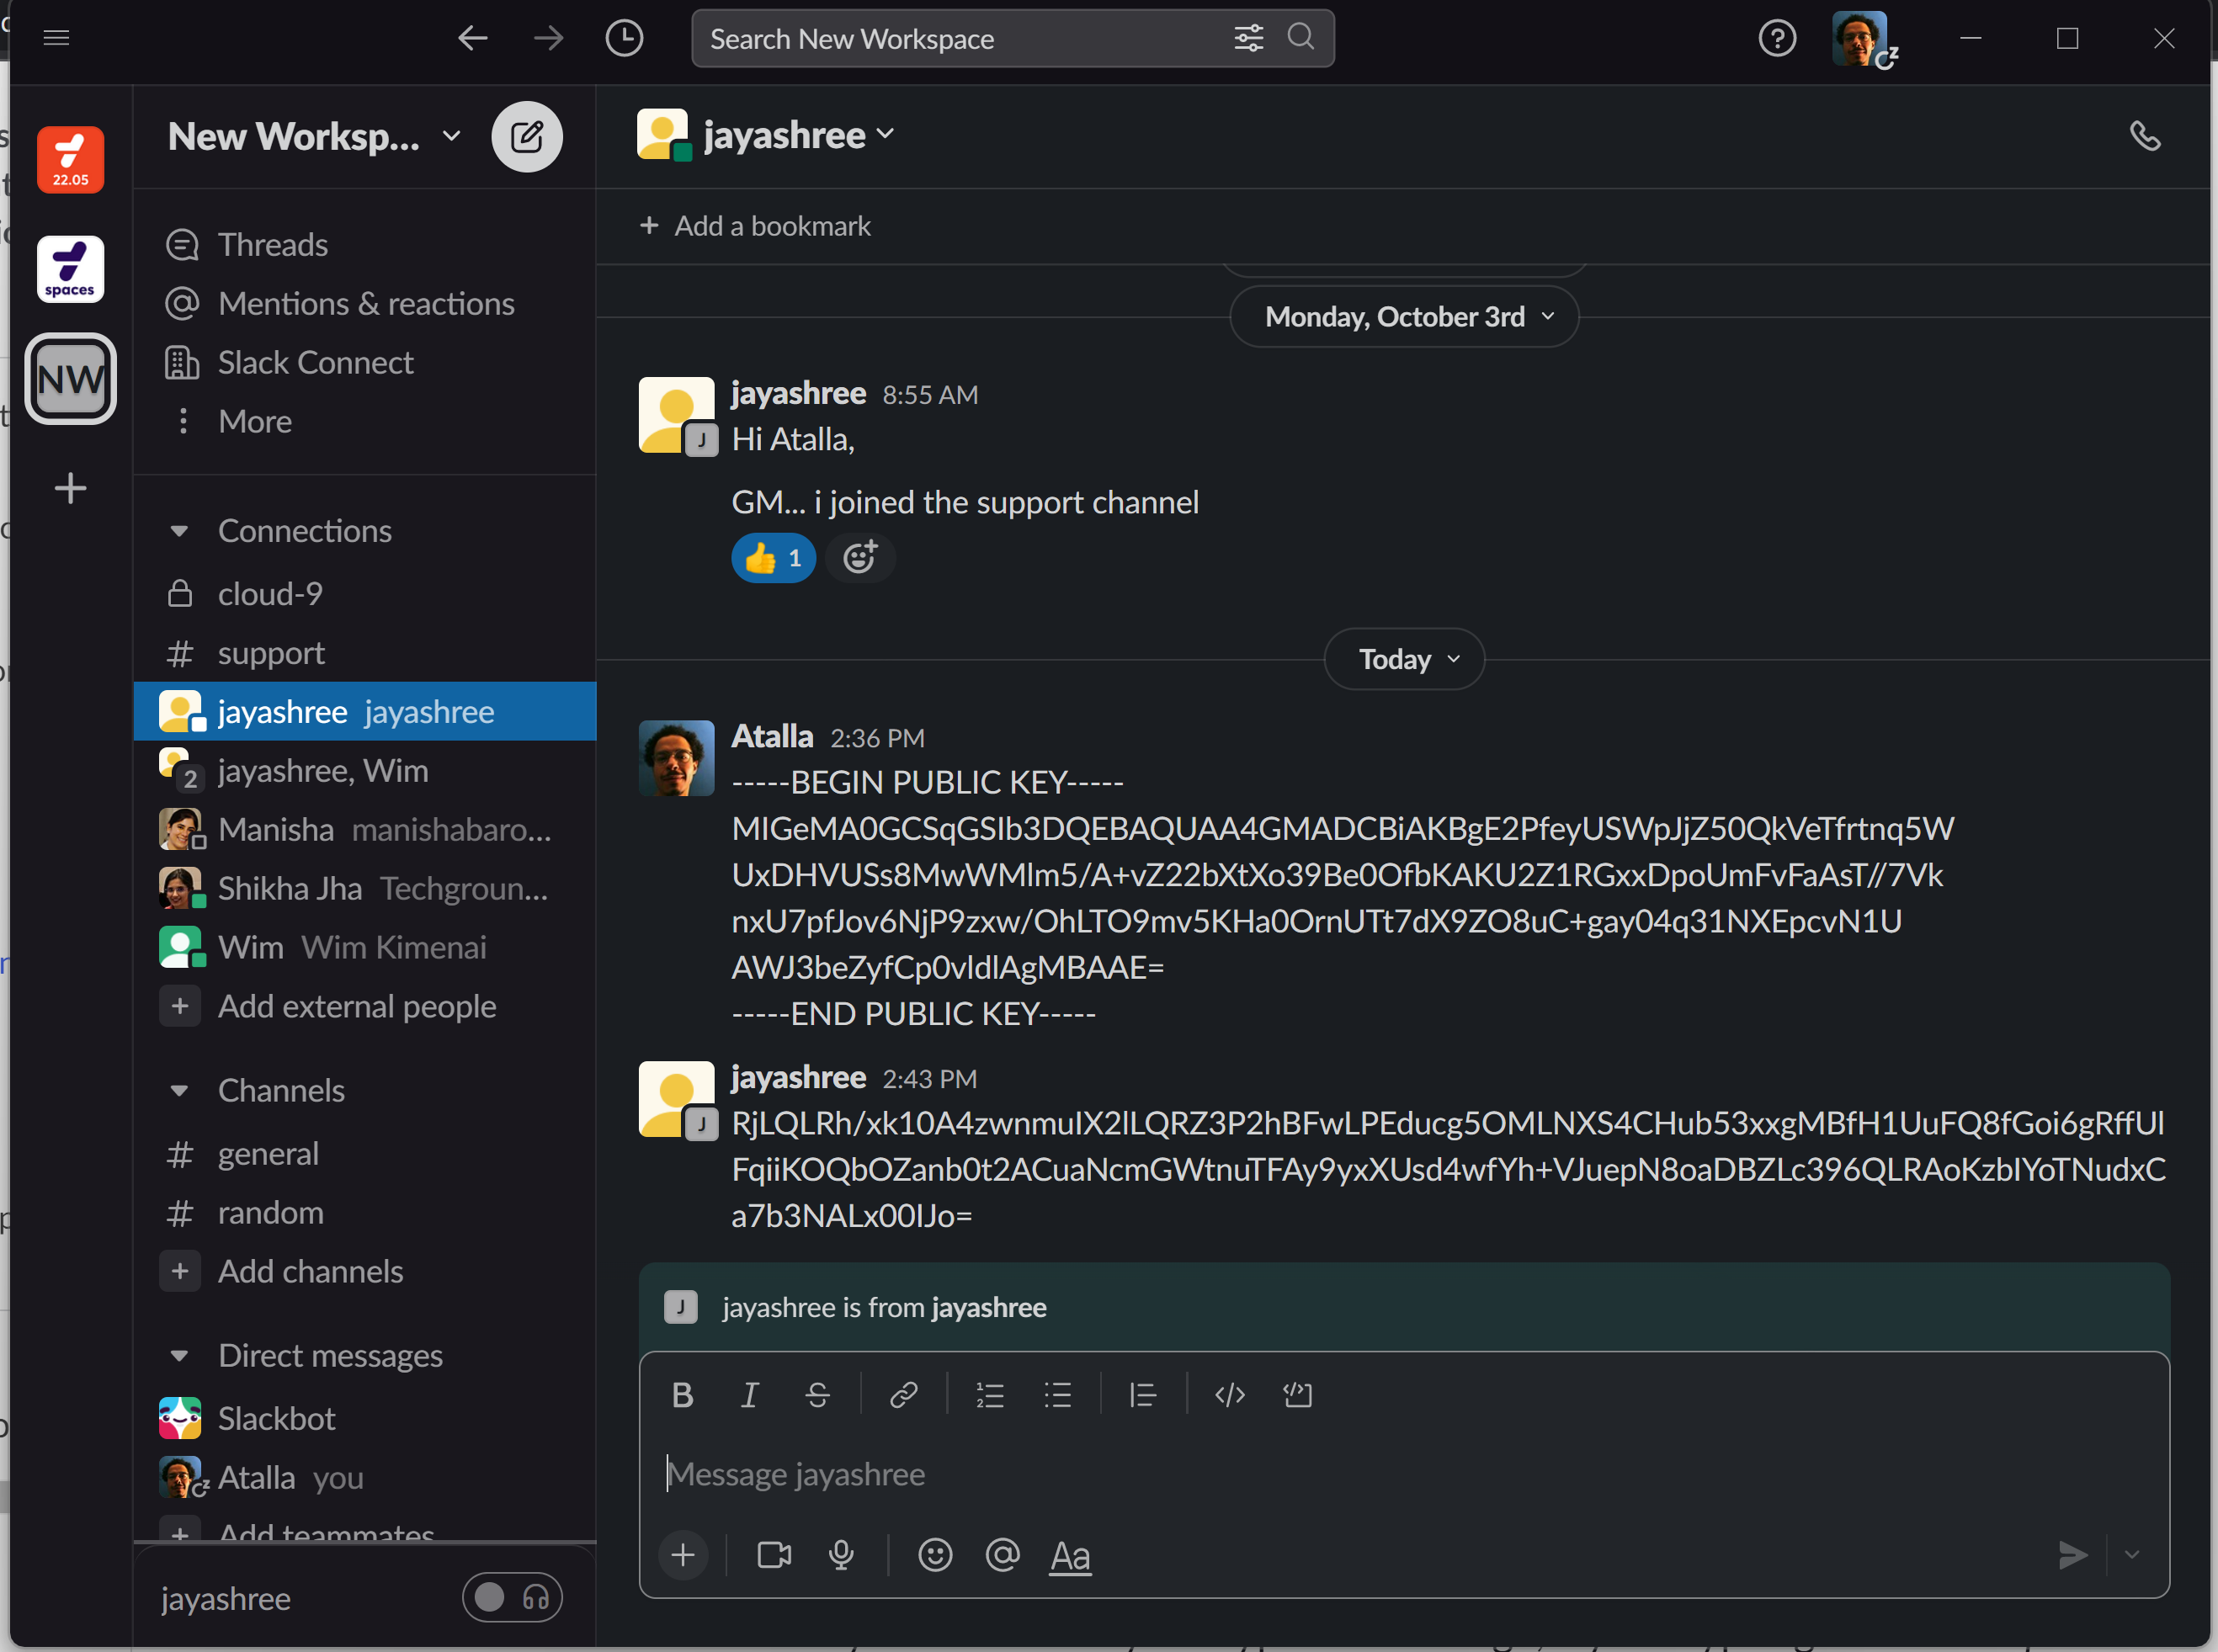 Search New Workspace
22.05
spaces
NW
New Worksp...
Threads
Mentions & reactions
Slack Connect
More
Connections
cloud-9
support
jayashree jayashree
2 jayashree, Wim
Manisha manishabaro...
Shikha Jha Techgroun...
Wim Wim Kimenai
Add external people
Channels
general
random
Add channels
Direct messages
Slackbot
Atalla you
Add teammates
jayashree
jayashree
Add a bookmark
Monday, October 3rd
jayashree 8:55 AM
J
Hi Atalla,
GM... i joined the support channel
1
Today
Atalla 2:36 PM
-----BEGIN PUBLIC KEY-----
MIGeMA0GCSqGSIb3DQEBAQUAA4GMADCBiAKBgE2PfeyUSWpJjZ50QkVeTfrtnq5W
UxDHVUSs8MwWMlm5/A+vZ22bXtXo39Be0OfbKAKU2Z1RGxxDpoUmFvFaAsT//7Vk
nxU7pfJov6NjP9zxw/OhLTO9mv5KHa0OrnUTt7dX9ZO8uC+gay04q31NXEpcvN1U
AWJ3beZyfCp0vldlAgMBAAE=
-----END PUBLIC KEY-----
jayashree 2:43 PM
J
RjLQLRh/xk10A4zwnmuIX2lLQRZ3P2hBFwLPEducg5OMLNXS4CHub53xxgMBfH1UuFQ8fGoi6gRffUl
FqiiKOQbOZanb0t2ACuaNcmGWtnuTFAy9yxXUsd4wfYh+VJuepN8oaDBZLc396QLRAoKzbIYoTNudxC
a7b3NALx00IJo=
J jayashree is from jayashree
Message jayashree
Aa